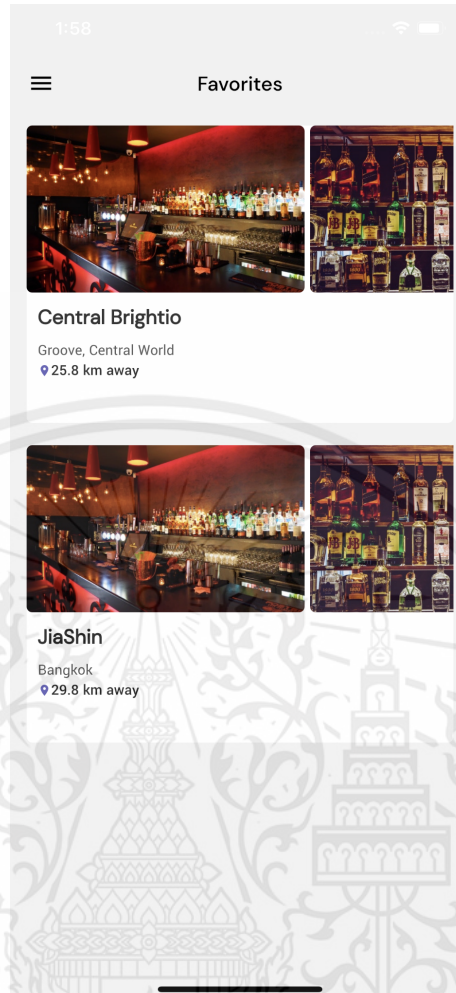 1:58
Favorites
Central Brightio
Groove, Central World
25.8 km away
JiaShin
Bangkok
29.8 km away